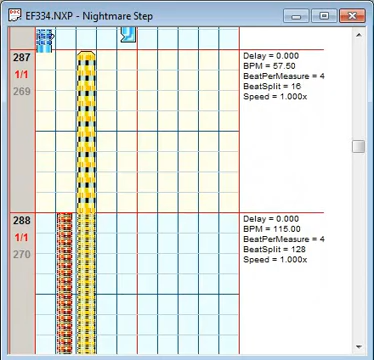 EF334.NXP - Nightmare Step
287
1/1
269
Delay = 0.000
BPM = 57.50
BeatPerMeasure = 4
BeatSplit = 16
Speed = 1.000x
288
1/1
270
Delay = 0.000
BPM = 115.00
BeatPerMeasure = 4
BeatSplit = 128
Speed = 1.000x